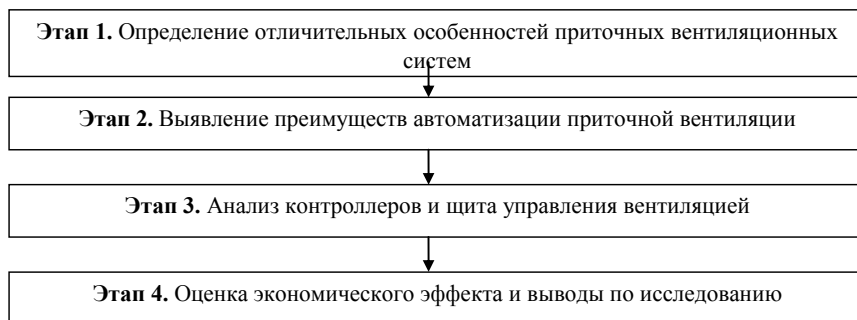 Этап 1. Определение отличительных особенностей приточных вентиляционных
систем
Этап 2. Выявление преимуществ автоматизации приточной вентиляции
Этап 3. Анализ контроллеров и щита управления вентиляцией
Этап 4. Оценка экономического эффекта и выводы по исследованию